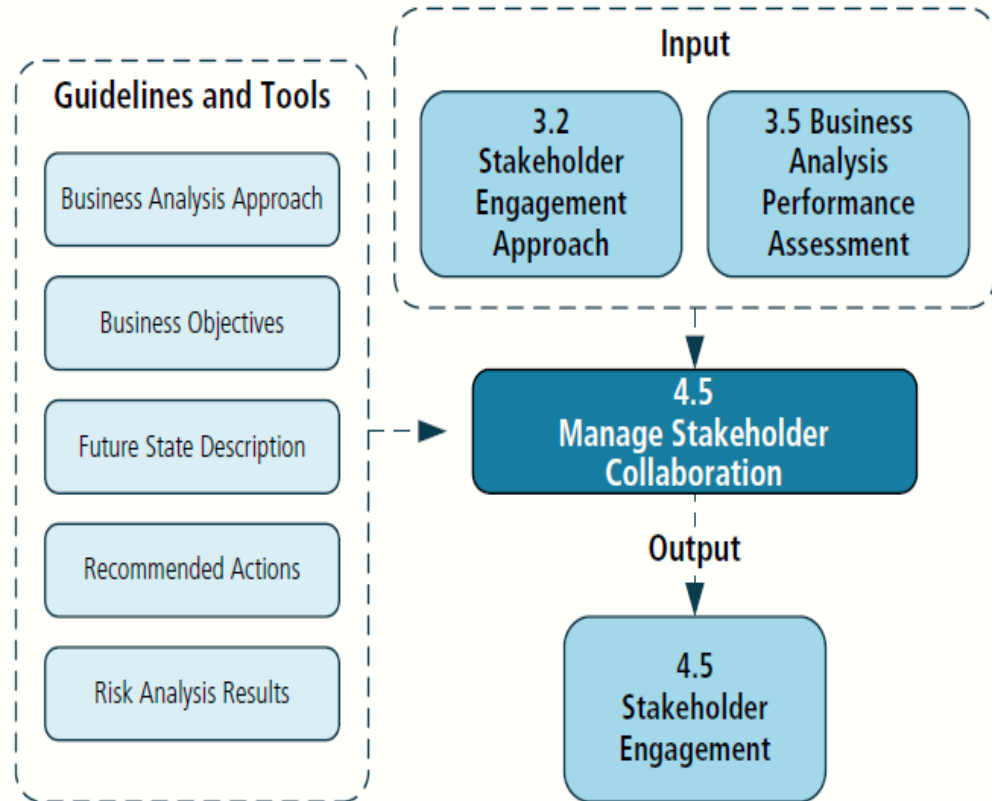 Guidelines and Tools
Business Analysis Approach
Business Objectives
Future State Description
Recommended Actions
Risk Analysis Results
Input
3.2
Stakeholder
Engagement
Approach
3.5 Business
Analysis
Performance
Assessment
4.5
Manage Stakeholder
Collaboration
Output
4.5
Stakeholder
Engagement